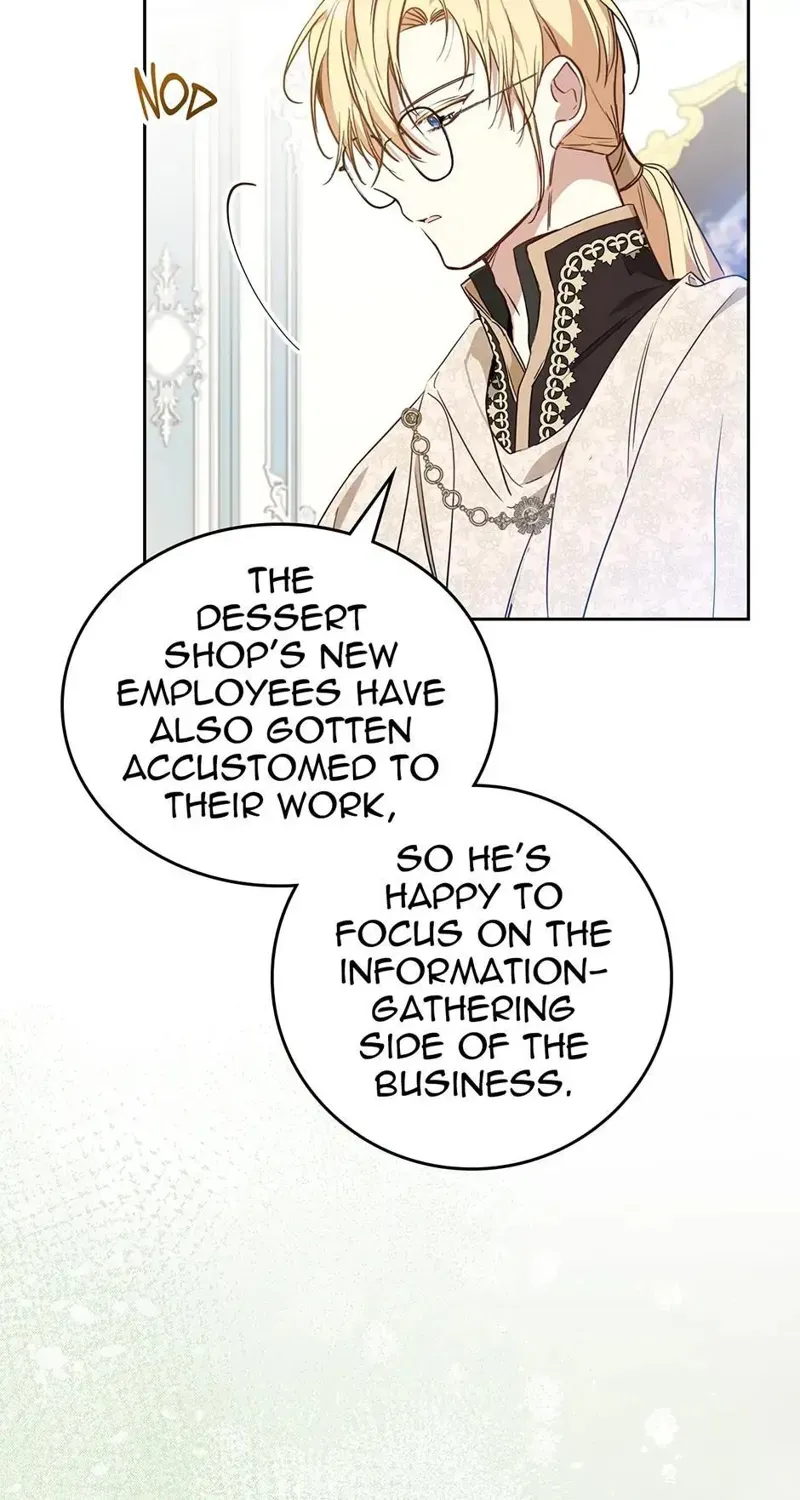 NOD
THE
DESSERT
SHOP'S NEW
EMPLOYEES HAVE
ALSO GOTTEN
ACCUSTOMED TO
THEIR WORK,
SO HE'S
HAPPY TO
FOCUS ON THE
INFORMATION-
GATHERING
SIDE OF THE
BUSINESS.